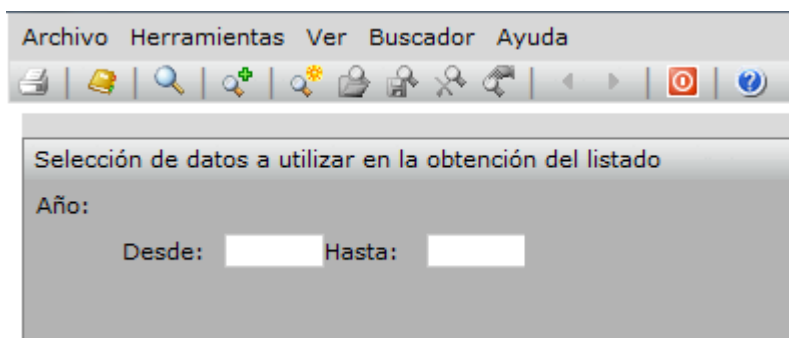 Archivo Herramientas Ver Buscador Ayuda
Selección de datos a utilizar en la obtención del listado
Año:
Desde: Hasta: